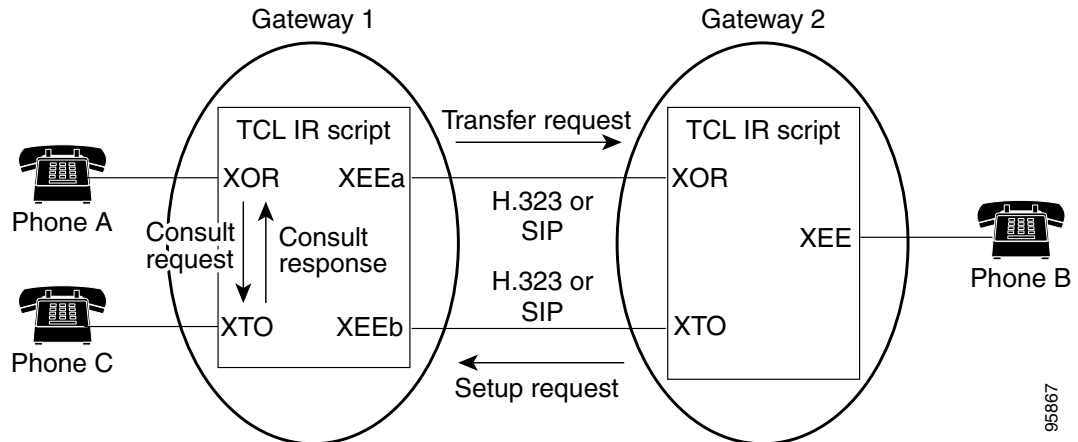 Gateway 1
Gateway 2
TCL IR script
Transfer request
TCL IR script
XOR
XEEa
XOR
Phone A
Consult
request
Consult
response
H.323 or
SIP
XEE
Phone B
H.323 or
SIP
XTO
XEEb
XTO
Phone C
Setup request
95867